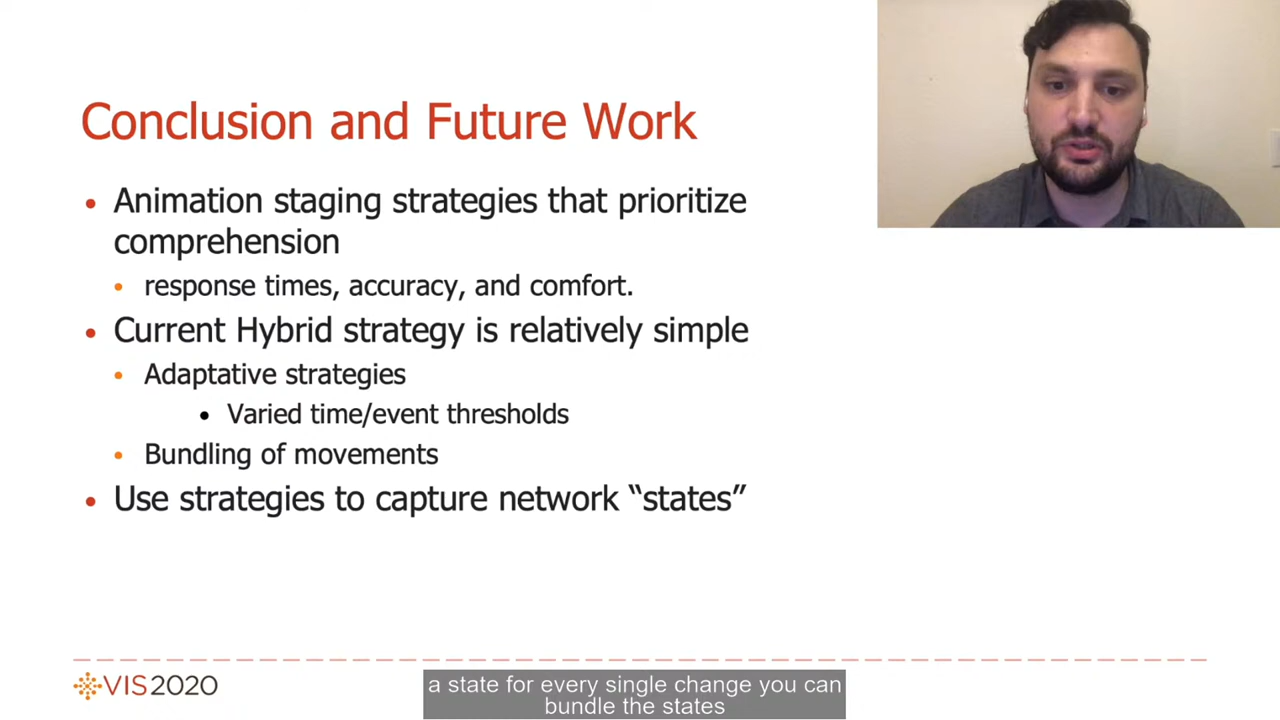 Conclusion and Future Work
• Animation staging strategies that prioritize
comprehension
• response times, accuracy, and comfort.
• Current Hybrid strategy is relatively simple
• Adaptative strategies
• Varied time/event thresholds
• Bundling of movements
• Use strategies to capture network “states”
VIS2020
a state for every single change you can
bundle the states